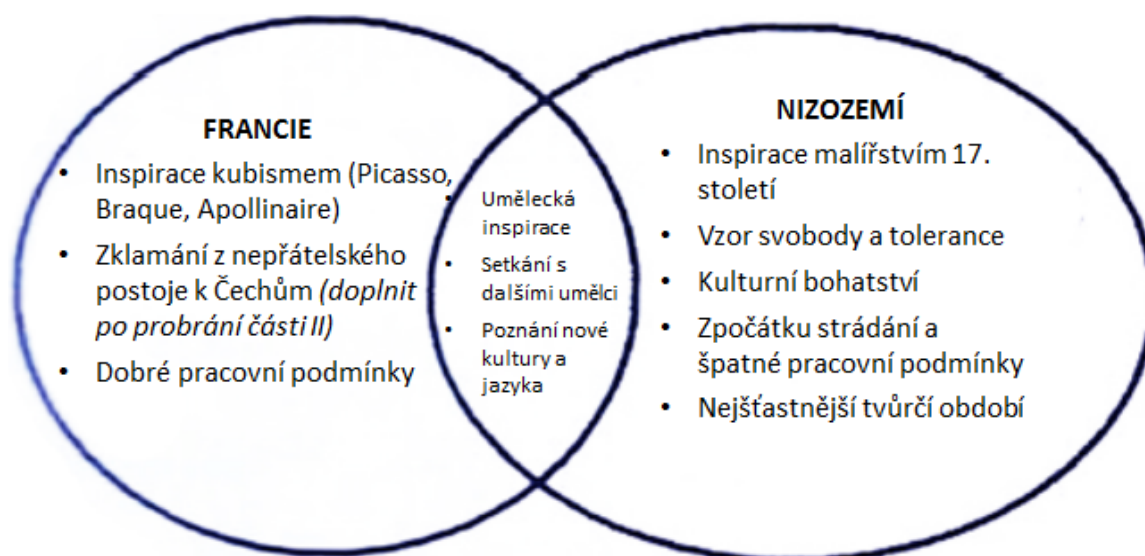 FRANCIE
• Inspirace kubismem (Picasso,
Braque, Apollinaire)
• Zklamání z nepřátelského
postoje k Čechům (doplnit
po probrání části II)
• Dobré pracovní podmínky
• Umělecká
inspirace
• Setkání s
dalšími umělci
• Poznání nové
kultury a
jazyka
NIZOZEMÍ
• Inspirace malířstvím 17.
století
• Vzor svobody a tolerance
• Kulturní bohatství
• Zpočátku strádání a
špatné pracovní podmínky
• Nejšťastnější tvůrčí období